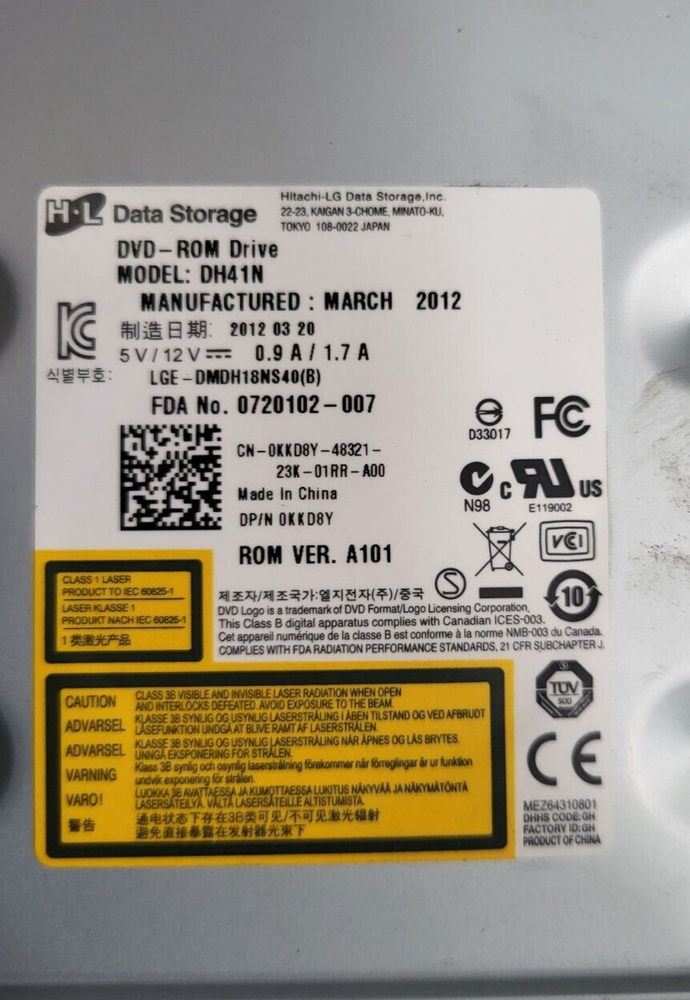 H·L Data Storage
Hitachi-LG Data Storage,Inc.
22-23, KAIGAN 3-CHOME, MINATO-KU,
TOKYO 108-0022 JAPAN
DVD-ROM Drive
MODEL: DH41N
MANUFACTURED : MARCH 2012
制造日期: 2012 03 20
5V/12V 0.9A/1.7A
식별부호: LGE-DMDH18NS40(B)
FDA No. 0720102-007
CN-0KKD8Y-48321-
23K-01RR-A00
Made In China
DP/N 0KKD8Y
ROM VER. A101
D33017
FC
N98
c RU US
E119002
VCI
S
10
제조자/제조국가:엘지전자(주)/중국
DVD Logo is a trademark of DVD Format/Logo Licensing Corporation,
This Class B digital apparatus complies with Canadian ICES-003.
Cet appareil numérique de la classe B est conforme à la norme NMB-003 du Canada.
COMPLIES WITH FDA RADIATION PERFORMANCE STANDARDS, 21 CFR SUBCHAPTER J.
CLASS 1 LASER
PRODUCT TO IEC 60825-1
LASER KLASSE 1
PRODUKT NACH IEC 60825-1
1 类激光产品
CAUTION CLASS 3B VISIBLE AND INVISIBLE LASER RADIATION WHEN OPEN
AND INTERLOCKS DEFEATED. AVOID EXPOSURE TO THE BEAM.
ADVARSEL KLASSE 3B SYNLIG OG USYNLIG LASERSTRÅLING I ÅBEN TILSTAND OG VED AFBRUDT
LÅSEFUNKTION UNDGÅ AT BLIVE RAMT AF LASERSTRÅLEN.
ADVARSEL KLASSE 3B SYNLIG OG USYNLIG LASERSTRÅLING NÅR ÅPNES OG LÅS BRYTES.
UNNGÅ EKSPONERING FOR STRÅLEN.
VARNING Klass 3B synlig och osynlig laserstrålning förekommer när förreglingar är ur funktion
undvik exponering för strålen.
VARO! LUOKKA 3B AVATTAESSA JA KUMOTTAESSA LUKITUS NÄKYVÄÄ JA NÄKYMÄTÖNTÄ
LASERSÄTEILYÄ. VÄLTÄ LASERSÄTEILLE ALTISTUMISTA.
警告 通电状态下存在3B类可见/不可见激光辐射
避免直接暴露在发射器光束下
TÜV
SÜD
CE
MEZ64310801
DHHS CODE:GH
FACTORY ID:GH
PRODUCT OF CHINA